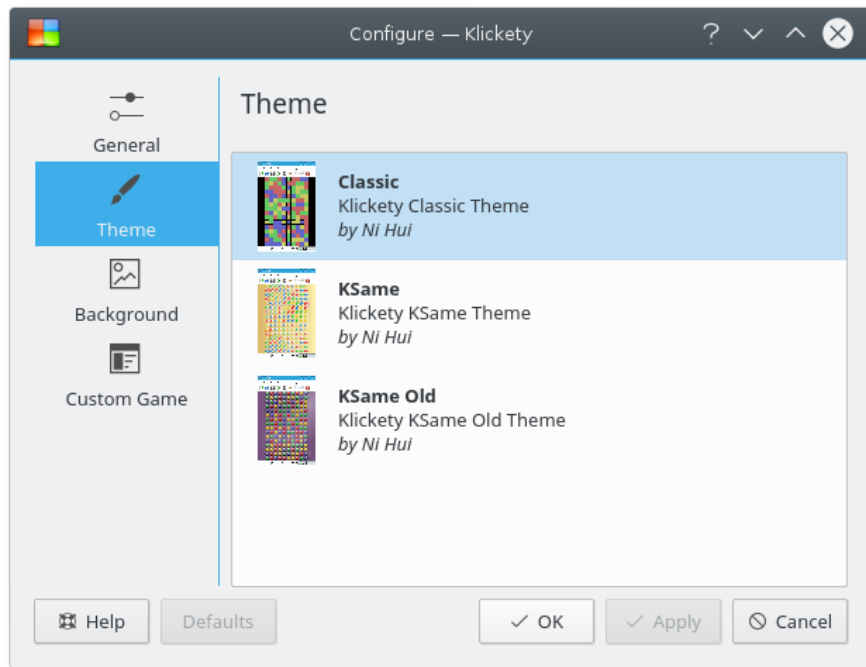 Configure — Klickety
General
Theme
Background
Custom Game
Theme
Classic
Klickety Classic Theme
by Ni Hui
KSame
Klickety KSame Theme
by Ni Hui
KSame Old
Klickety KSame Old Theme
by Ni Hui
Help
Defaults
OK
Apply
Cancel